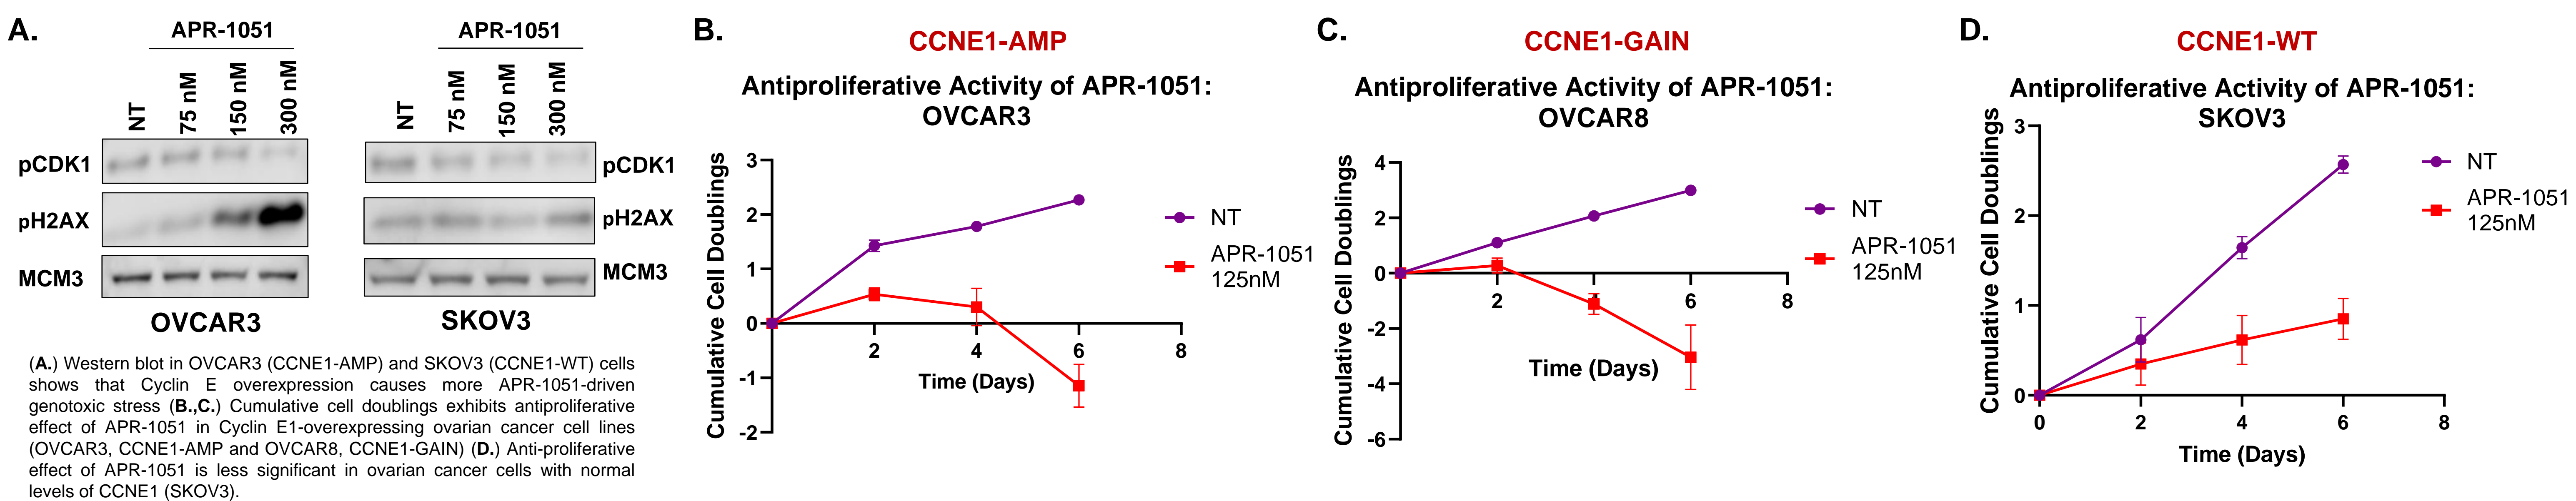 A.
APR-1051
NT
75 nM
150 nM
300 nM
pCDK1
pH2AX
MCM3
OVCAR3
APR-1051
NT
75 nM
150 nM
300 nM
pCDK1
pH2AX
MCM3
SKOV3
(A.) Western blot in OVCAR3 (CCNE1-AMP) and SKOV3 (CCNE1-WT) cells
shows that Cyclin E overexpression causes more APR-1051-driven
genotoxic stress (B.,C.) Cumulative cell doublings exhibits antiproliferative
effect of APR-1051 in Cyclin E1-overexpressing ovarian cancer cell lines
(OVCAR3, CCNE1-AMP and OVCAR8, CCNE1-GAIN) (D.) Anti-proliferative
effect of APR-1051 is less significant in ovarian cancer cells with normal
levels of CCNE1 (SKOV3).
B.
CCNE1-AMP
Antiproliferative Activity of APR-1051:
OVCAR3
Cumulative Cell Doublings
3
2
1
0
-1
-2
2
4
6
8
Time (Days)
NT
APR-1051
125nM
C.
CCNE1-GAIN
Antiproliferative Activity of APR-1051:
OVCAR8
Cumulative Cell Doublings
4
2
0
-2
-4
-6
2
4
6
8
Time (Days)
NT
APR-1051
125nM
D.
CCNE1-WT
Antiproliferative Activity of APR-1051:
SKOV3
Cumulative Cell Doublings
3
2
1
0
0
2
4
6
8
Time (Days)
NT
APR-1051
125nM